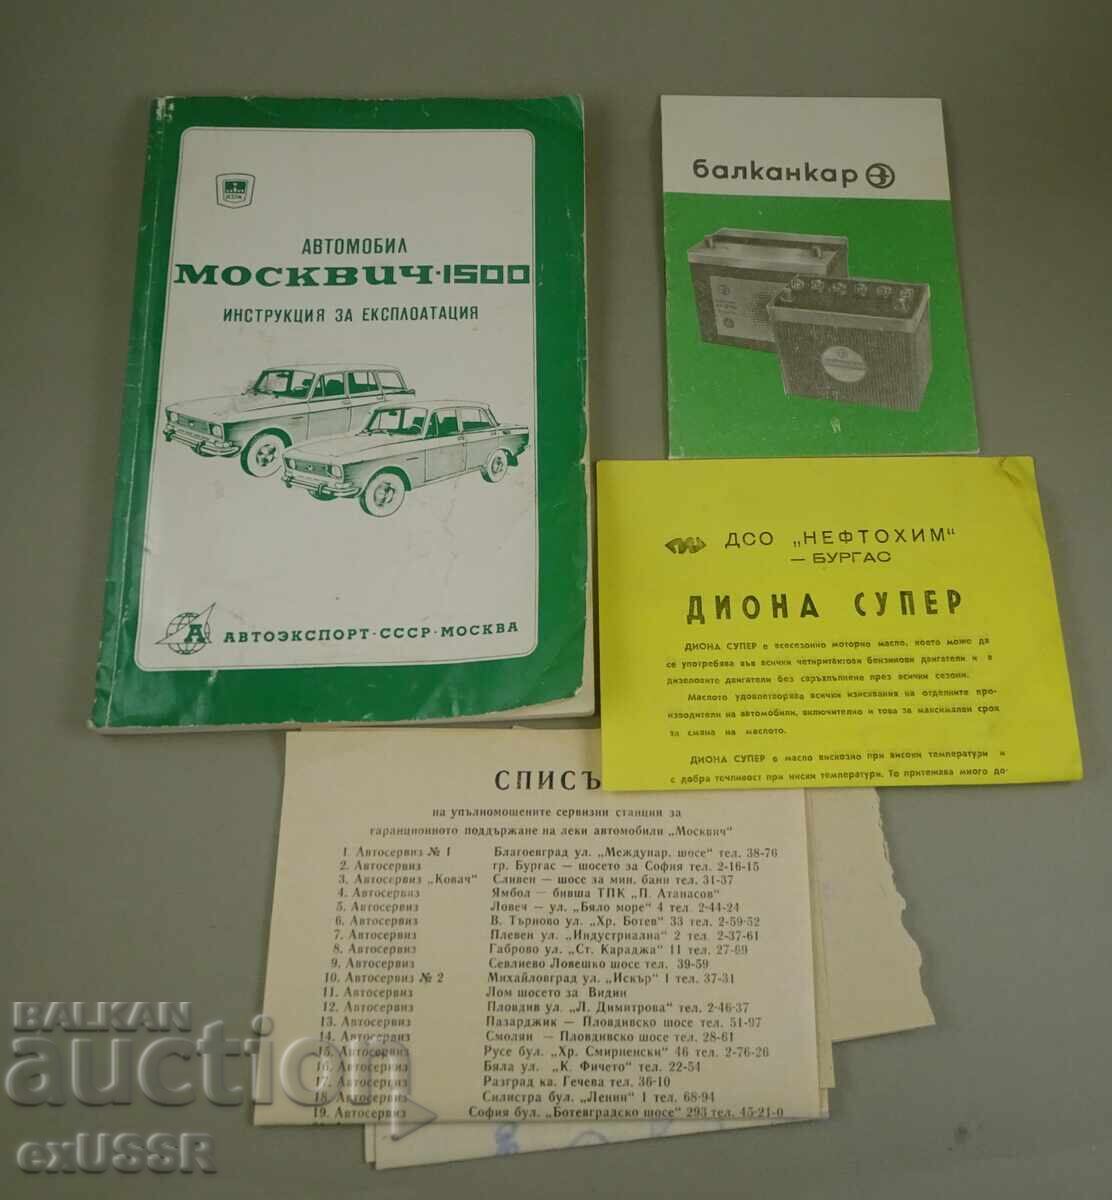 АЗЛК
АВТОМОБИЛ
МОСКВИЧ·1500
ИНСТРУКЦИЯ ЗА ЕКСПЛОАТАЦИЯ
А АВТОЭКСПОРТ·СССР·МОСКВА
балканкар
ДСО „НЕФТОХИМ“
— БУРГАС
ДИОНА СУПЕР
ДИОНА СУПЕР е всесезонно моторно масло, което може да
се употребява във всички четиритактови бензинови двигатели и в
дизеловите двигатели без свръхпълнене през всички сезони.
Маслото удовлетворява всички изисквания на отделните про-
изводители на автомобили, включително и това за максимален срок
за смяна на маслото.
ДИОНА СУПЕР е масло вискозно при високи температури и
с добра течливост при ниски температури. То притежава много до-
СПИСЪ
на упълномощените сервизни станции за
гаранционното поддържане на леки автомобили „Москвич“
1. Автосервиз № 1 Благоевград ул. „Междунар. шосе“ тел. 38-76
2. Автосервиз гр. Бургас — шосето за София тел. 2-16-15
3. Автосервиз „Ковач“ Сливен — шосе за мин. бани тел. 31-37
4. Автосервиз Ямбол — бивша ТПК „П. Атанасов“
5. Автосервиз Ловеч — ул. „Бяло море“ 4 тел. 2-44-24
6. Автосервиз В. Търново ул. „Хр. Ботев“ 33 тел. 2-59-52
7. Автосервиз Плевен ул. „Индустриална“ 2 тел. 2-37-61
8. Автосервиз Габрово ул. „Ст. Караджа“ 11 тел. 27-69
9. Автосервиз Севлиево Ловешко шосе тел. 39-59
10. Автосервиз № 2 Михайловград ул. „Искър“ 1 тел. 37-31
11. Автосервиз Лом шосето за Видин
12. Автосервиз Пловдив ул. „Л. Димитрова“ тел. 2-46-37
13. Автосервиз Пазарджик — Пловдивско шосе тел. 51-97
14. Автосервиз Смолян — Пловдивско шосе тел. 28-61
15. Автосервиз Русе бул. „Хр. Смирненски“ 46 тел. 2-76-26
16. Автосервиз Бяла ул. „К. Фичето“ тел. 22-54
17. Автосервиз Разград кв. Гечева тел. 36-10
18. Автосервиз Силистра бул. „Ленин“ 1 тел. 68-94
19. Автосервиз София бул. „Ботевградско шосе“ 293 тел. 45-21-0
BALKAN
auction
exUSSR